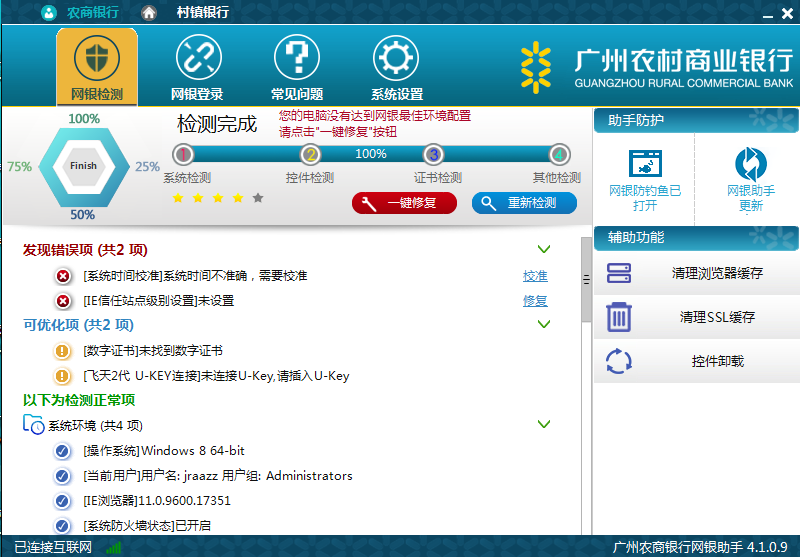 农商银行 村镇银行
网银检测
网银登录
常见问题
系统设置
广州农村商业银行
GUANGZHOU RURAL COMMERCIAL BANK
100%
75%
Finish
25%
50%
检测完成
您的电脑没有达到网银最佳环境配置
请点击"一键修复"按钮
1
2
100%
3
4
系统检测
控件检测
证书检测
其他检测
一键修复
重新检测
助手防护
网银防钓鱼已
打开
网银助手
更新
辅助功能
清理浏览器缓存
清理SSL缓存
控件卸载
发现错误项 (共2 项)
[系统时间校准]系统时间不准确，需要校准 校准
[IE信任站点级别设置]未设置 修复
可优化项 (共2 项)
[数字证书]未找到数字证书
[飞天2代 U-KEY连接]未连接U-Key,请插入U-Key
以下为检测正常项
系统环境 (共4 项)
[操作系统]Windows 8 64-bit
[当前用户]用户名: jraazz 用户组: Administrators
[IE浏览器]11.0.9600.17351
[系统防火墙状态]已开启
已连接互联网
广州农商银行网银助手 4.1.0.9